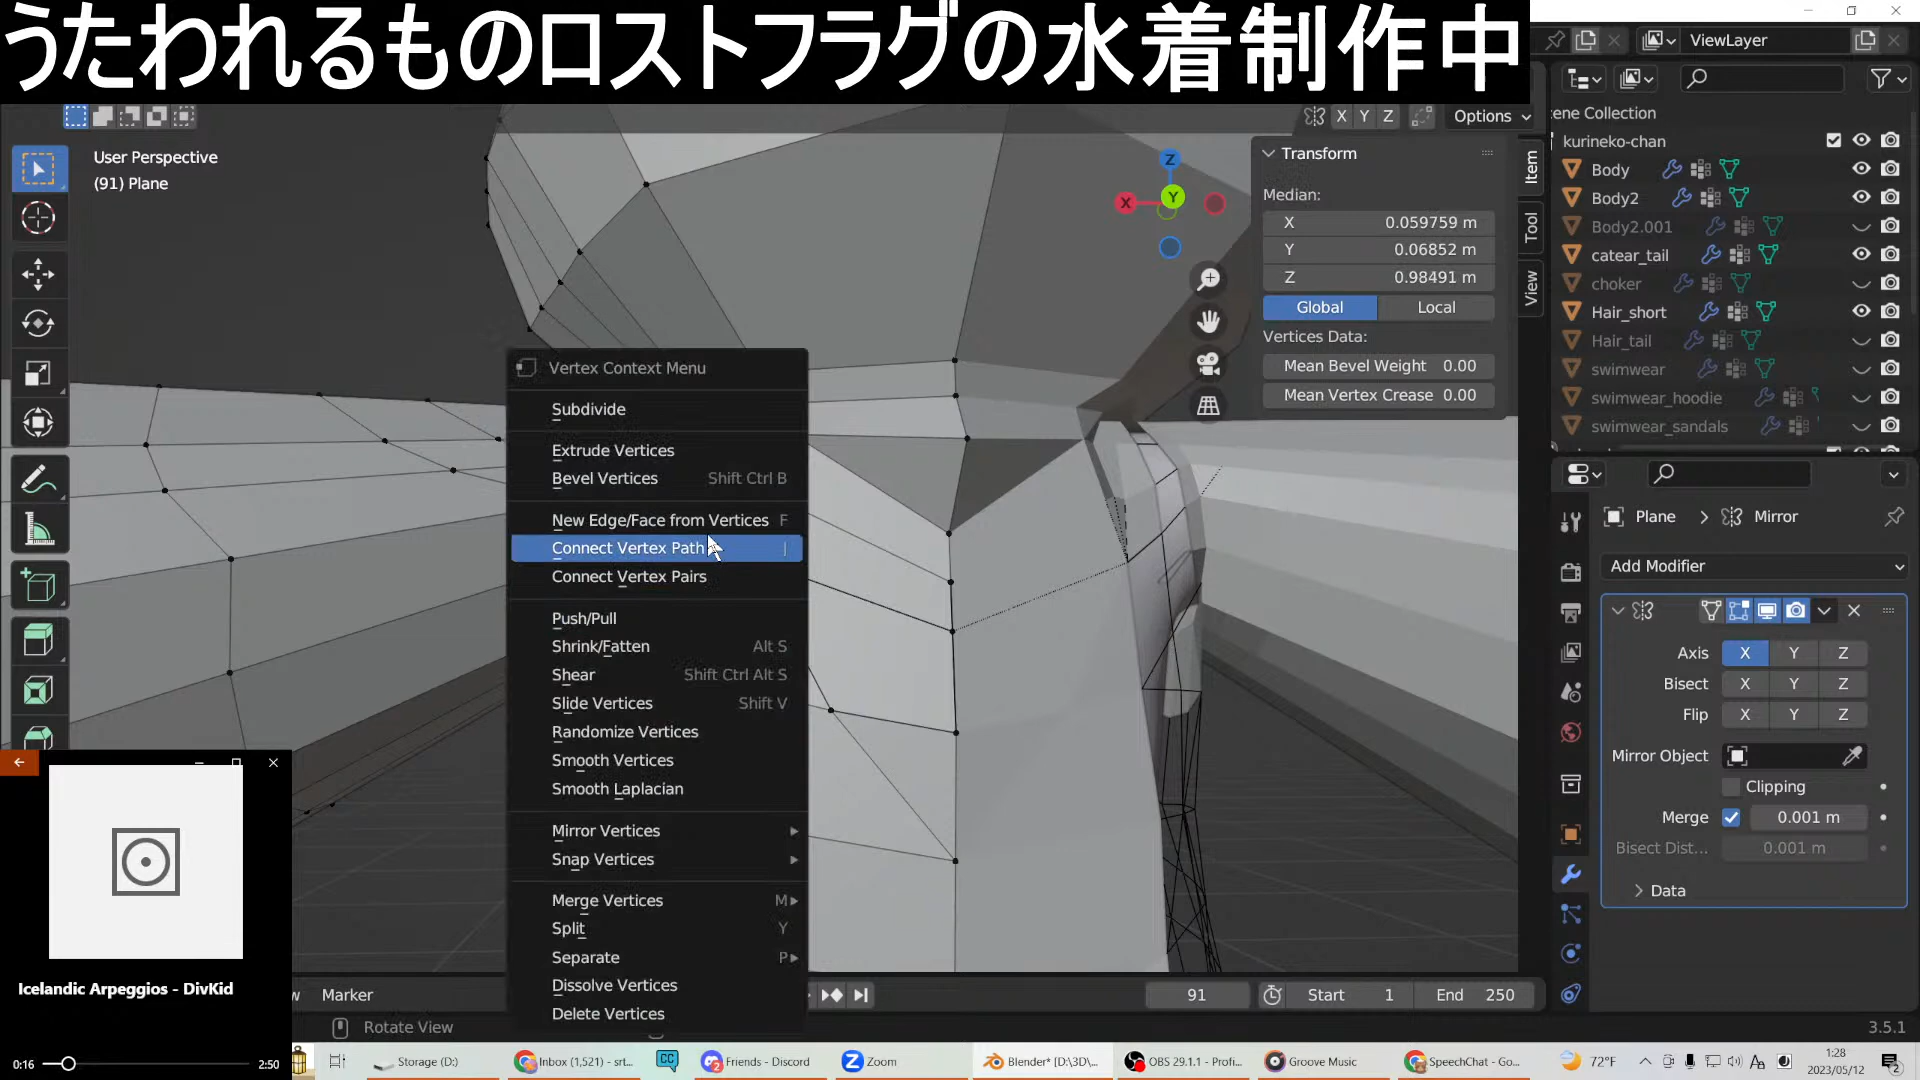 うたわれるものロストフラグの水着制作中
ViewLayer
X Y Z
Options
User Perspective
(91) Plane
Z
X
Y
Transform
Median:
X 0.059759 m
Y 0.06852 m
Z 0.98491 m
Global Local
Vertices Data:
Mean Bevel Weight 0.00
Mean Vertex Crease 0.00
Item
Tool
View
cene Collection
kurineko-chan
Body
Body2
Body2.001
catear_tail
choker
Hair_short
Hair_tail
swimwear
swimwear_hoodie
swimwear_sandals
Vertex Context Menu
Subdivide
Extrude Vertices
Bevel Vertices Shift Ctrl B
New Edge/Face from Vertices F
Connect Vertex Path J
Connect Vertex Pairs
Push/Pull
Shrink/Fatten Alt S
Shear Shift Ctrl Alt S
Slide Vertices Shift V
Randomize Vertices
Smooth Vertices
Smooth Laplacian
Mirror Vertices
Snap Vertices
Merge Vertices M
Split Y
Separate P
Dissolve Vertices
Delete Vertices
Plane > Mirror
Add Modifier
Axis X Y Z
Bisect X Y Z
Flip X Y Z
Mirror Object
Clipping
Merge 0.001 m
Bisect Dist... 0.001 m
Data
Icelandic Arpeggios - DivKid
0:16 2:50
w Marker
91 Start 1 End 250
Rotate View
3.5.1
Storage (D:)
Inbox (1,521) - srt...
CC
Friends - Discord
Zoom
Blender* [D:\3D\...
OBS 29.1.1 - Profi...
Groove Music
SpeechChat - Go...
72°F
A
1:28
2023/05/12
2